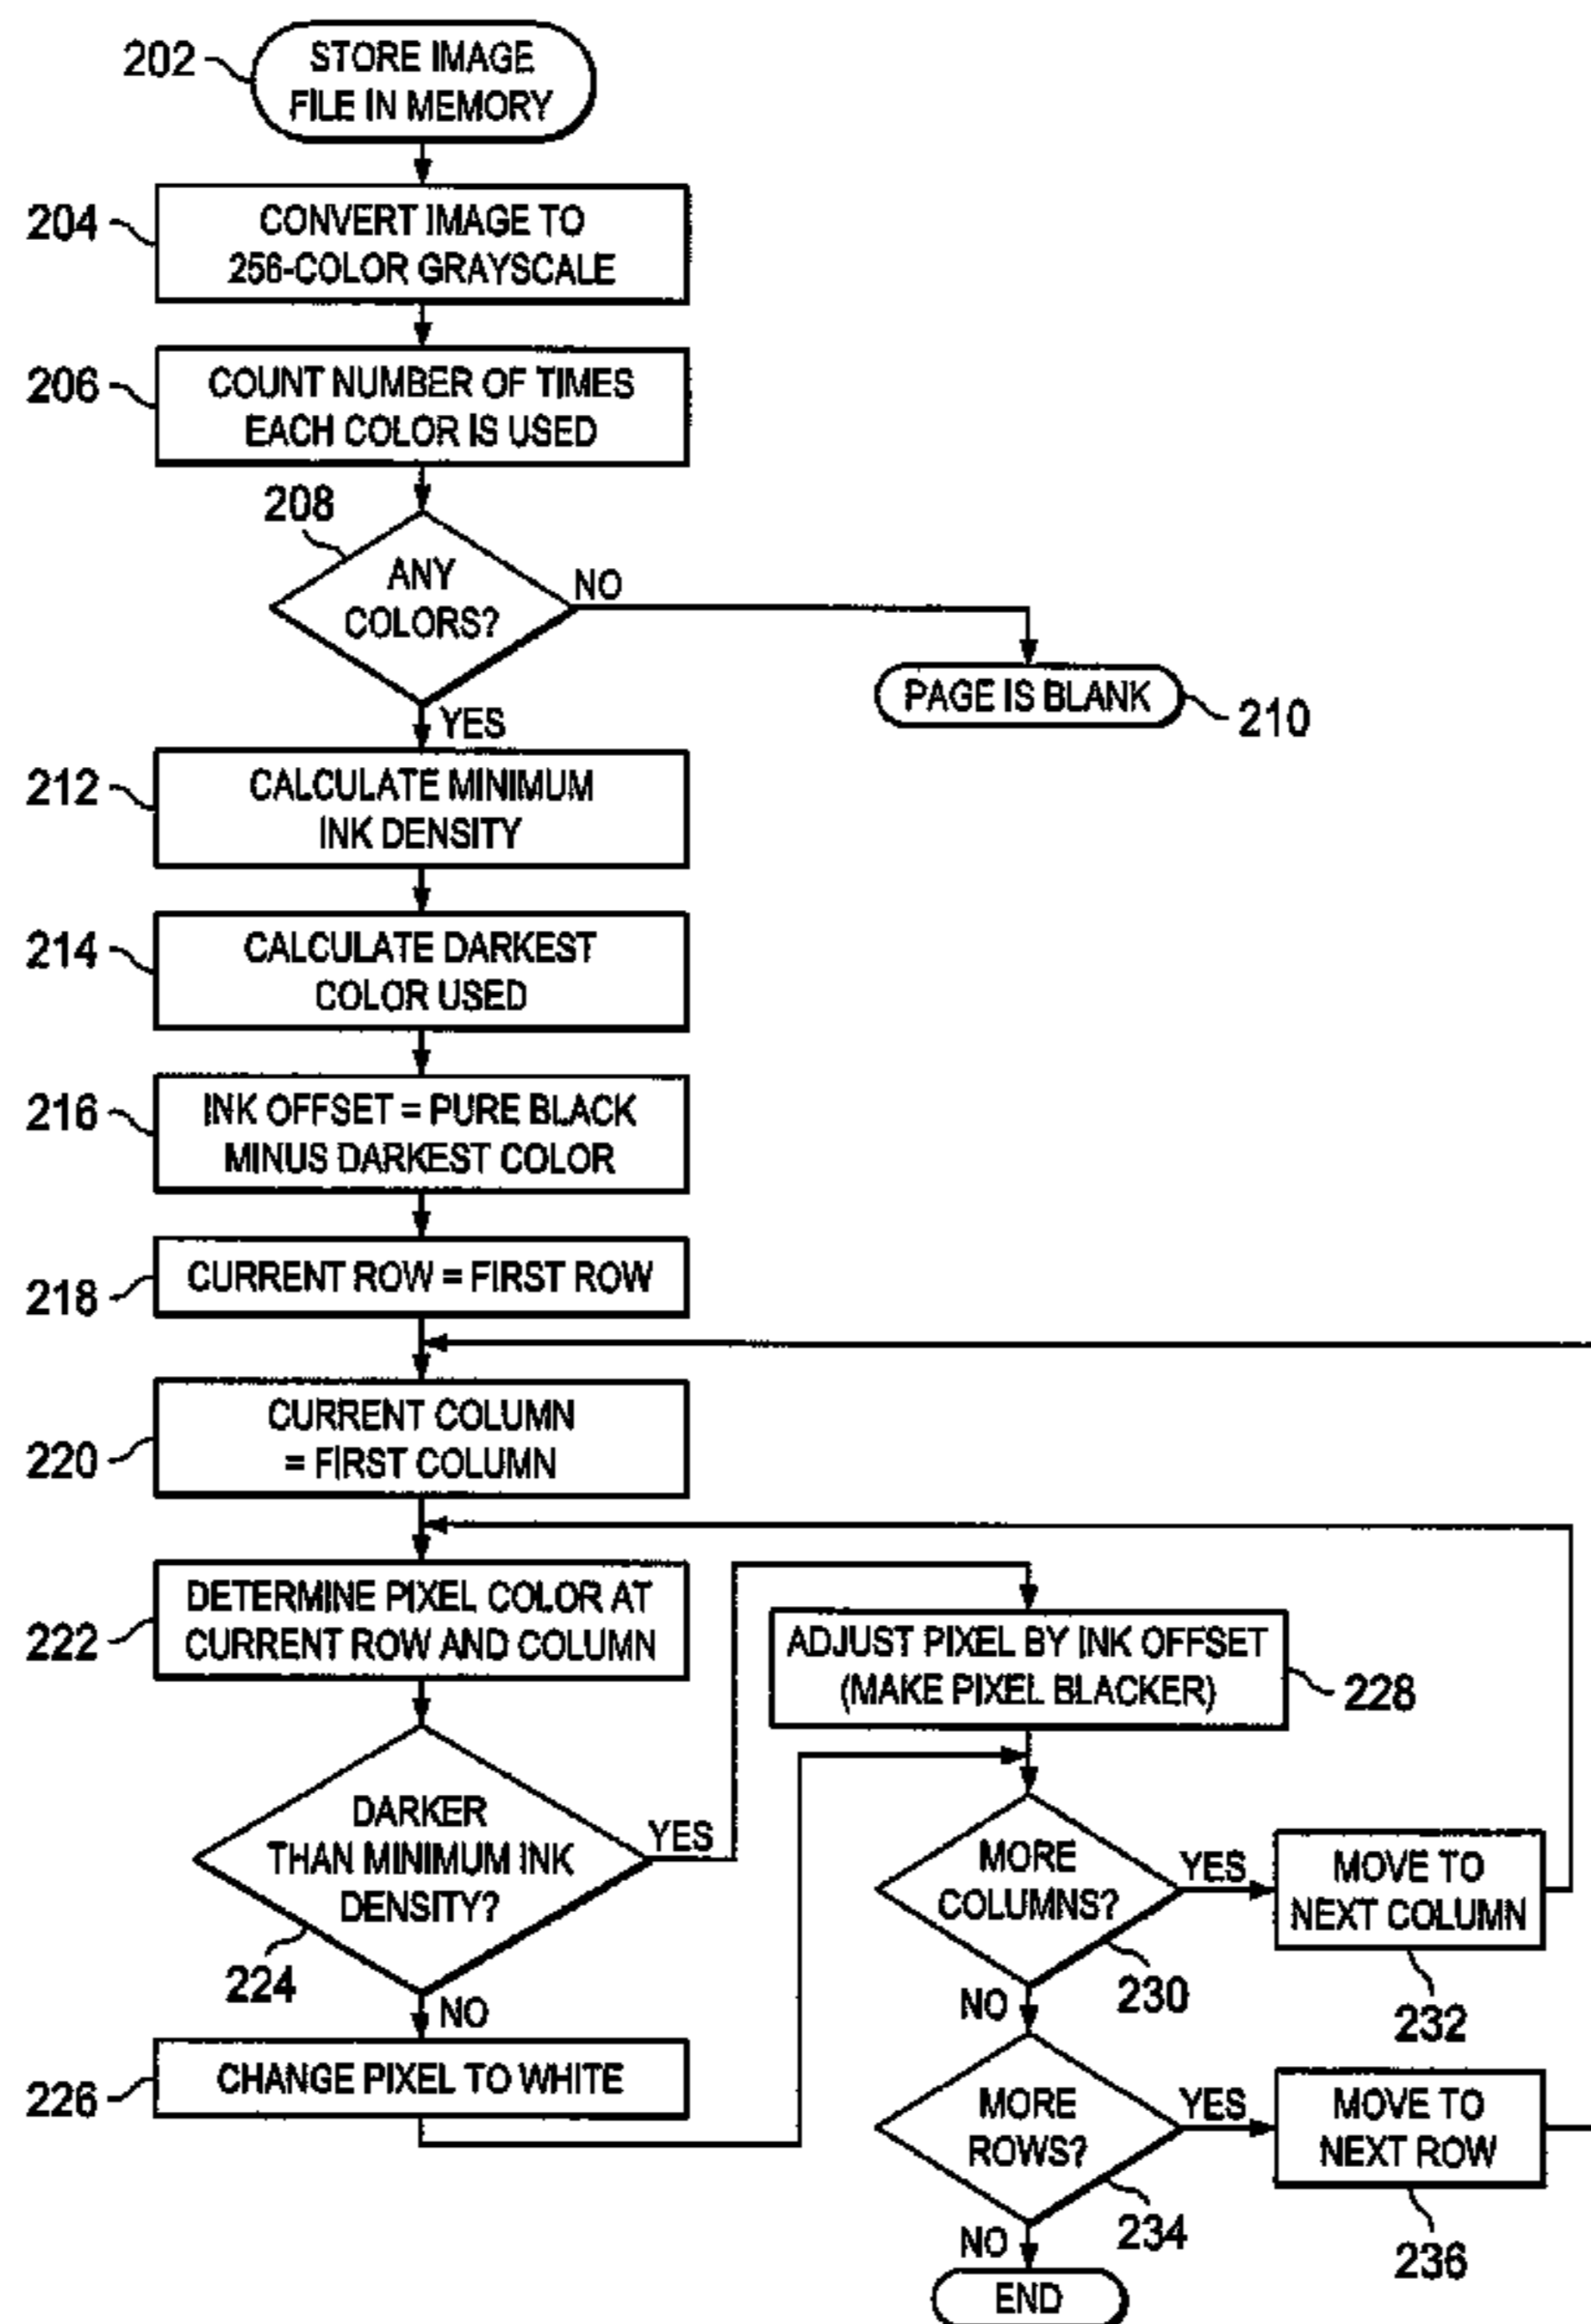 202
STORE IMAGE
FILE IN MEMORY
204
CONVERT IMAGE TO
256-COLOR GRAYSCALE
206
COUNT NUMBER OF TIMES
EACH COLOR IS USED
208
ANY
COLORS?
NO
PAGE IS BLANK
210
YES
212
CALCULATE MINIMUM
INK DENSITY
214
CALCULATE DARKEST
COLOR USED
216
INK OFFSET = PURE BLACK
MINUS DARKEST COLOR
218
CURRENT ROW = FIRST ROW
220
CURRENT COLUMN
= FIRST COLUMN
222
DETERMINE PIXEL COLOR AT
CURRENT ROW AND COLUMN
224
DARKER
THAN MINIMUM INK
DENSITY?
YES
NO
226
CHANGE PIXEL TO WHITE
ADJUST PIXEL BY INK OFFSET
(MAKE PIXEL BLACKER)
228
MORE
COLUMNS?
230
YES
MOVE TO
NEXT COLUMN
232
NO
MORE
ROWS?
234
YES
MOVE TO
NEXT ROW
236
NO
END